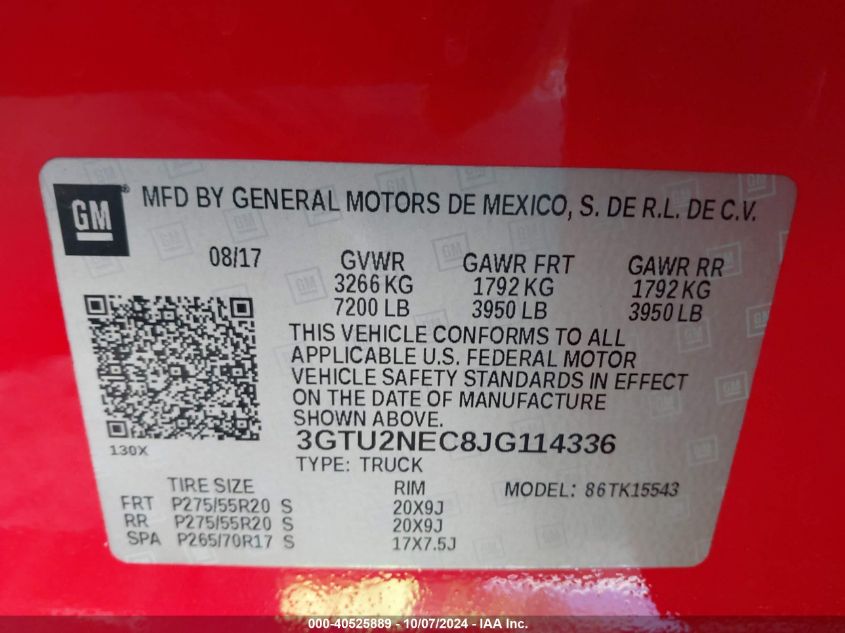 GM ® MFD BY GENERAL MOTORS DE MEXICO, S. DE R.L. DE C.V.
08/17 GVWR GAWR FRT GAWR RR
3266 KG 1792 KG 1792 KG
7200 LB 3950 LB 3950 LB
THIS VEHICLE CONFORMS TO ALL
APPLICABLE U.S. FEDERAL MOTOR
VEHICLE SAFETY STANDARDS IN EFFECT
ON THE DATE OF MANUFACTURE
SHOWN ABOVE.
3GTU2NEC8JG114336
130X
TYPE: TRUCK
TIRE SIZE RIM MODEL: 86TK15543
FRT P275/55R20 S 20X9J
RR P275/55R20 S 20X9J
SPA P265/70R17 S 17X7.5J
000-40525889 - 10/07/2024 - © IAA Inc.